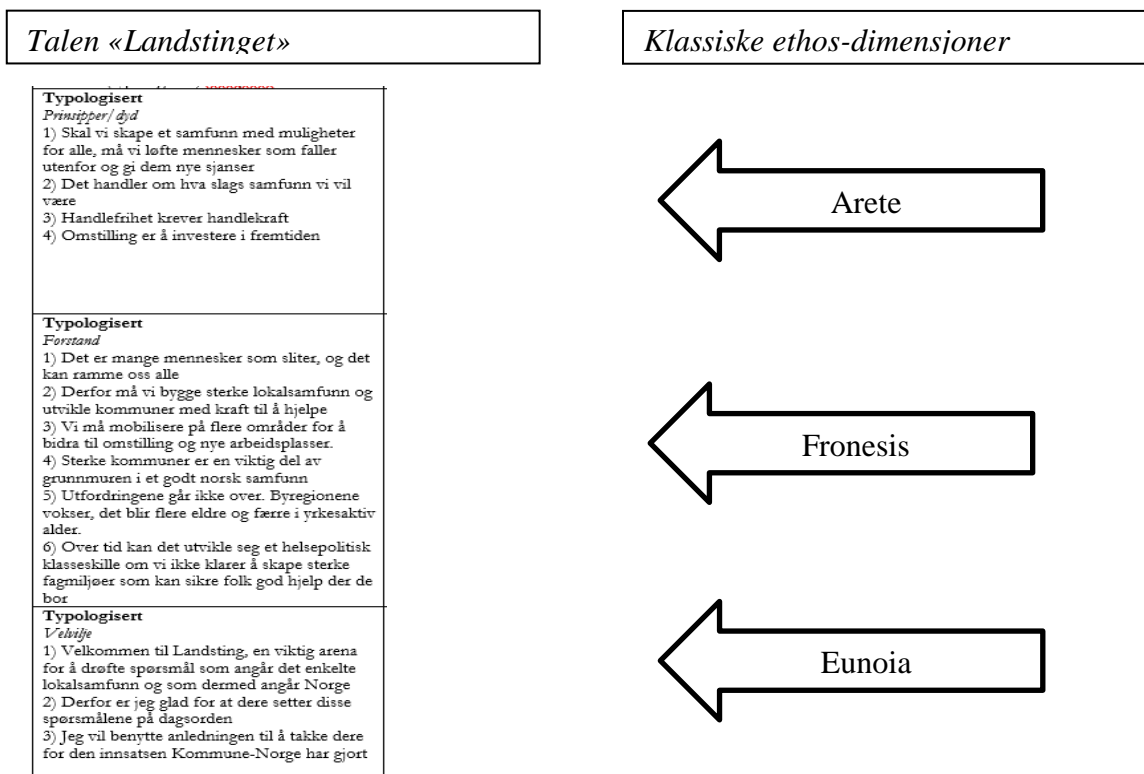 Talen «Landstinget»
Klassiske ethos-dimensjoner
Typologisert
Prinsipper/dyd
1) Skal vi skape et samfunn med muligheter
for alle, må vi løfte mennesker som faller
utenfor og gi dem nye sjanser
2) Det handler om hva slags samfunn vi vil
være
3) Handlefrihet krever handlekraft
4) Omstilling er å investere i fremtiden
Arete
Typologisert
Forstand
1) Det er mange mennesker som sliter, og det
kan ramme oss alle
2) Derfor må vi bygge sterke lokalsamfunn og
utvikle kommuner med kraft til å hjelpe
3) Vi må mobilisere på flere områder for å
bidra til omstilling og nye arbeidsplasser.
4) Sterke kommuner er en viktig del av
grunnmuren i et godt norsk samfunn
5) Utfordringene går ikke over. Byregionene
vokser, det blir flere eldre og færre i yrkesaktiv
alder.
6) Over tid kan det utvikle seg et helsepolitisk
klasseskille om vi ikke klarer å skape sterke
fagmiljøer som kan sikre folk god hjelp der de
bor
Fronesis
Typologisert
Velvilje
1) Velkommen til Landsting, en viktig arena
for å drøfte spørsmål som angår det enkelte
lokalsamfunn og som dermed angår Norge
2) Derfor er jeg glad for at dere setter disse
spørsmålene på dagsorden
3) Jeg vil benytte anledningen til å takke dere
for den innsatsen Kommune-Norge har gjort
Eunoia